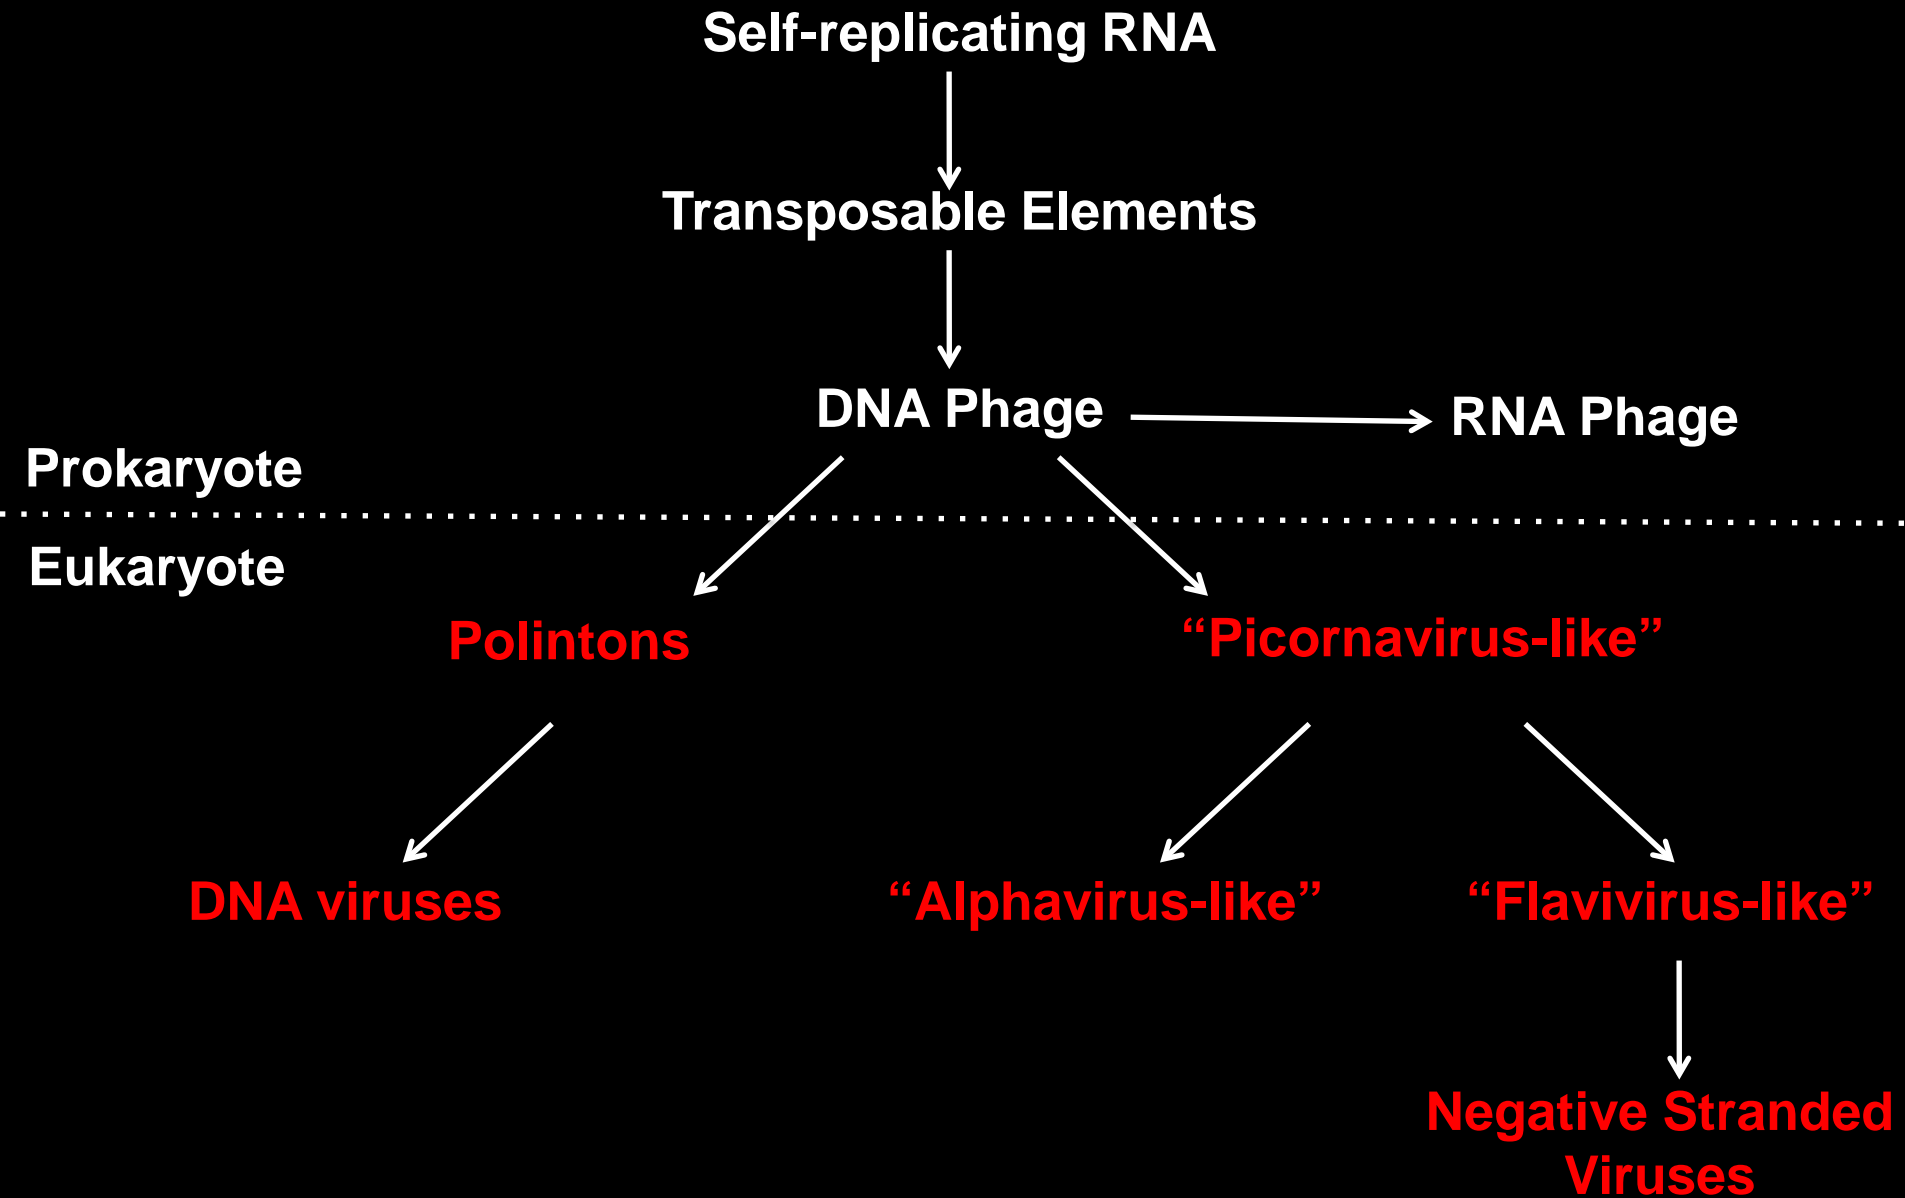 Self-replicating RNA
Transposable Elements
DNA Phage
RNA Phage
Prokaryote
Eukaryote
Polintons
“Picornavirus-like”
DNA viruses
“Alphavirus-like”
“Flavivirus-like”
Negative Stranded
Viruses